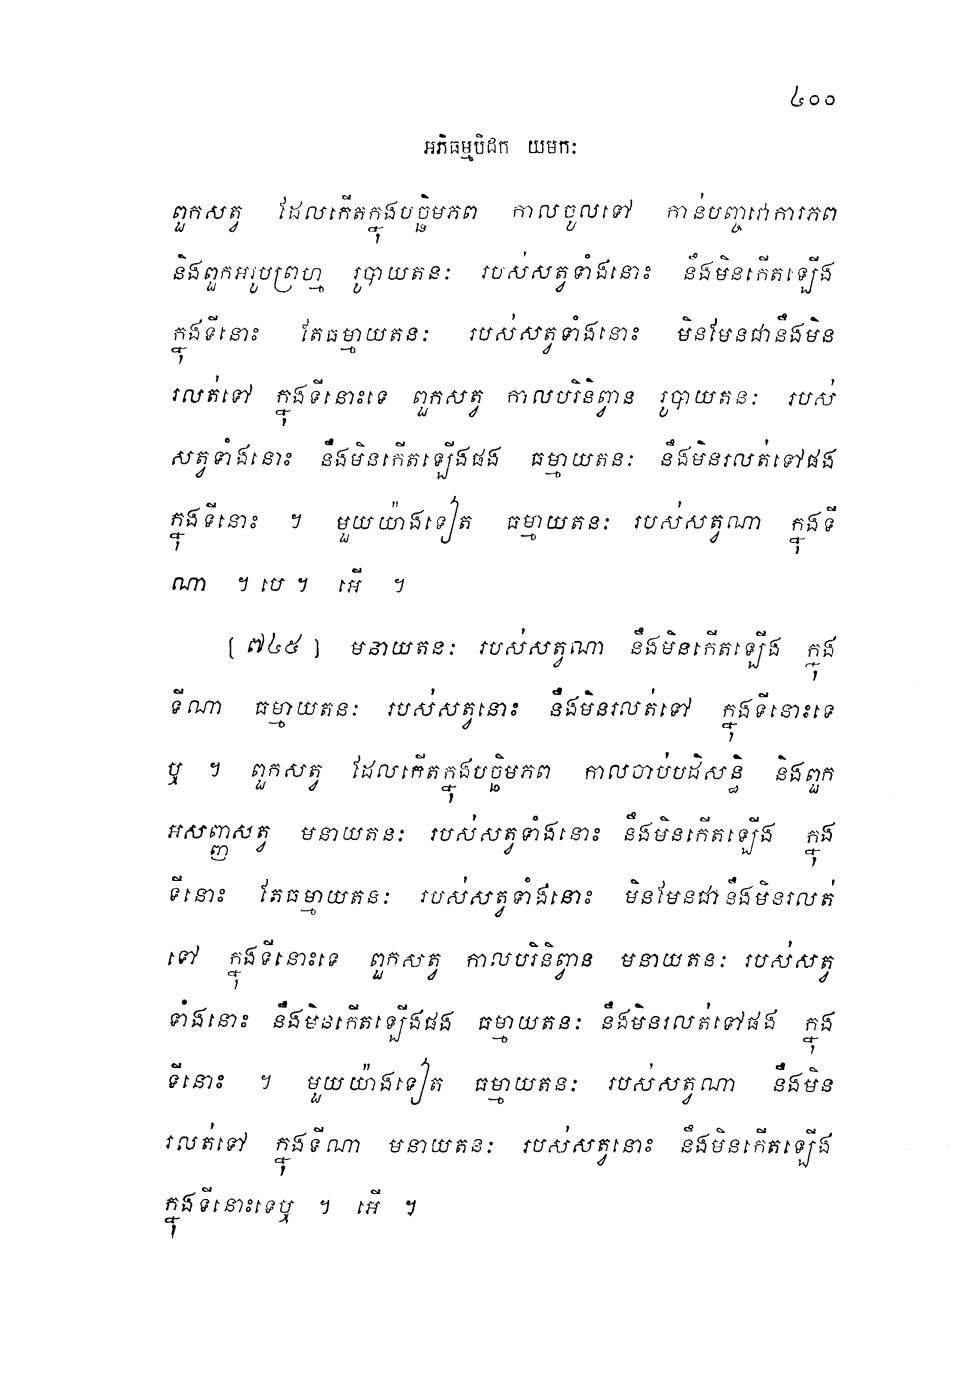 ៤០០
អភិធម្មបិដក យមកៈ
ពួកសត្វ ដែលកើតក្នុងបច្ឆិមភព កាលចូលទៅ កាន់បញ្ចវោការភព
និងពួកអរូបព្រហ្ម រូបាយតនៈ របស់សត្វទាំងនោះ នឹងមិនកើតឡើង
ក្នុងទីនោះ តែធម្មាយតនៈ របស់សត្វទាំងនោះ មិនមែនជានឹងមិន
រលត់ទៅ ក្នុងទីនោះទេ ពួកសត្វ កាលបរិនិព្វាន រូបាយតនៈ របស់
សត្វទាំងនោះ នឹងមិនកើតឡើងផង ធម្មាយតនៈ នឹងមិនរលត់ទៅផង
ក្នុងទីនោះ ។ មួយយ៉ាងទៀត ធម្មាយតនៈ របស់សត្វណា ក្នុងទី
ណា ។ បេ ។ អើ ។
[ ៧៤៥ ] មនាយតនៈ របស់សត្វណា នឹងមិនកើតឡើង ក្នុង
ទីណា ធម្មាយតនៈ របស់សត្វនោះ នឹងមិនរលត់ទៅ ក្នុងទីនោះទេ
ឬ ។ ពួកសត្វ ដែលកើតក្នុងបច្ឆិមភព កាលចាប់បដិសន្ធិ និងពួក
អសញ្ញសត្វ មនាយតនៈ របស់សត្វទាំងនោះ នឹងមិនកើតឡើង ក្នុង
ទីនោះ តែធម្មាយតនៈ របស់សត្វទាំងនោះ មិនមែនជានឹងមិនរលត់
ទៅ ក្នុងទីនោះទេ ពួកសត្វ កាលបរិនិព្វាន មនាយតនៈ របស់សត្វ
ទាំងនោះ នឹងមិនកើតឡើងផង ធម្មាយតនៈ នឹងមិនរលត់ទៅផង ក្នុង
ទីនោះ ។ មួយយ៉ាងទៀត ធម្មាយតនៈ របស់សត្វណា នឹងមិន
រលត់ទៅ ក្នុងទីណា មនាយតនៈ របស់សត្វនោះ នឹងមិនកើតឡើង
ក្នុងទីនោះទេឬ ។ អើ ។